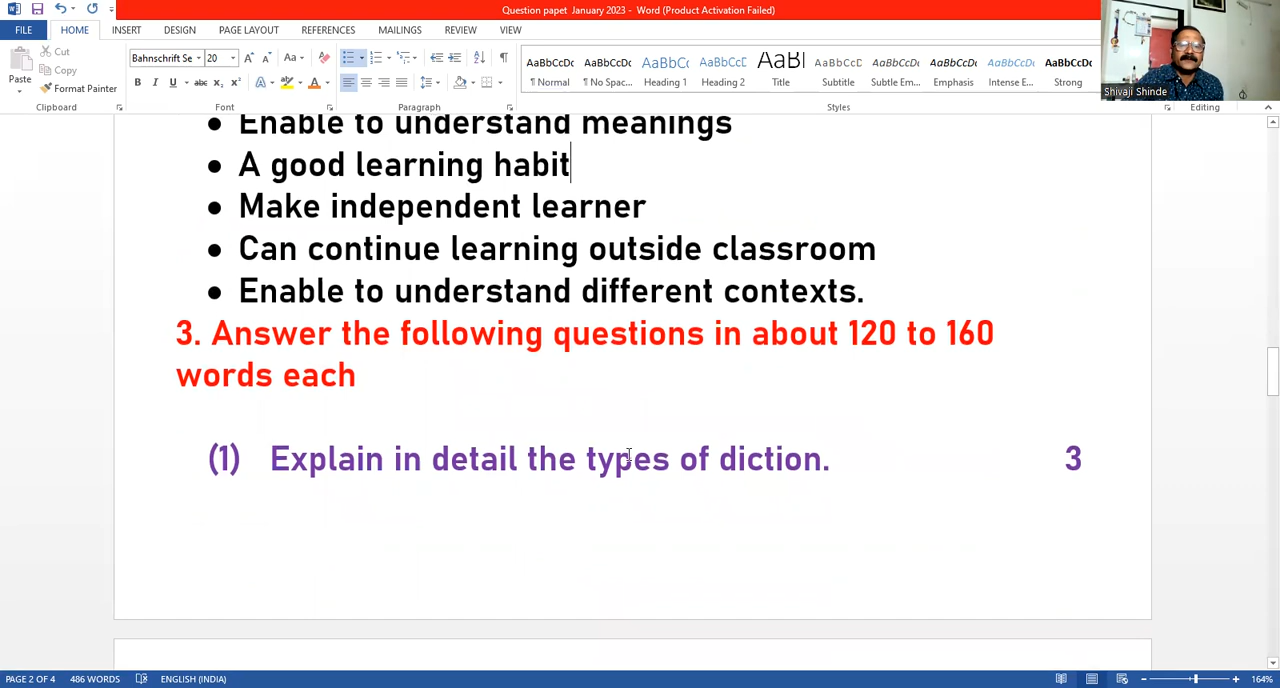 Question papet January 2023 - Word (Product Activation Failed)
FILE HOME INSERT DESIGN PAGE LAYOUT REFERENCES MAILINGS REVIEW VIEW
Cut
Copy
Format Painter
Paste
Clipboard
Bahnschrift Se 20
Font
Paragraph
AaBbCcDc AaBbCcDc AaBbCcD AaBbCcD AaBl AaBbCcDc AaBbCcDc AaBbCcDc AaBbCcDc AaBbCcDc
¶ Normal ¶ No Spac... Heading 1 Heading 2 Title Subtitle Subtle Em... Emphasis Intense E... Strong
Styles
Editing
Shivaji Shinde
• Enable to understand meanings
• A good learning habit
• Make independent learner
• Can continue learning outside classroom
• Enable to understand different contexts.
3. Answer the following questions in about 120 to 160
words each
(1) Explain in detail the types of diction. 3
PAGE 2 OF 4 486 WORDS ENGLISH (INDIA) 164%